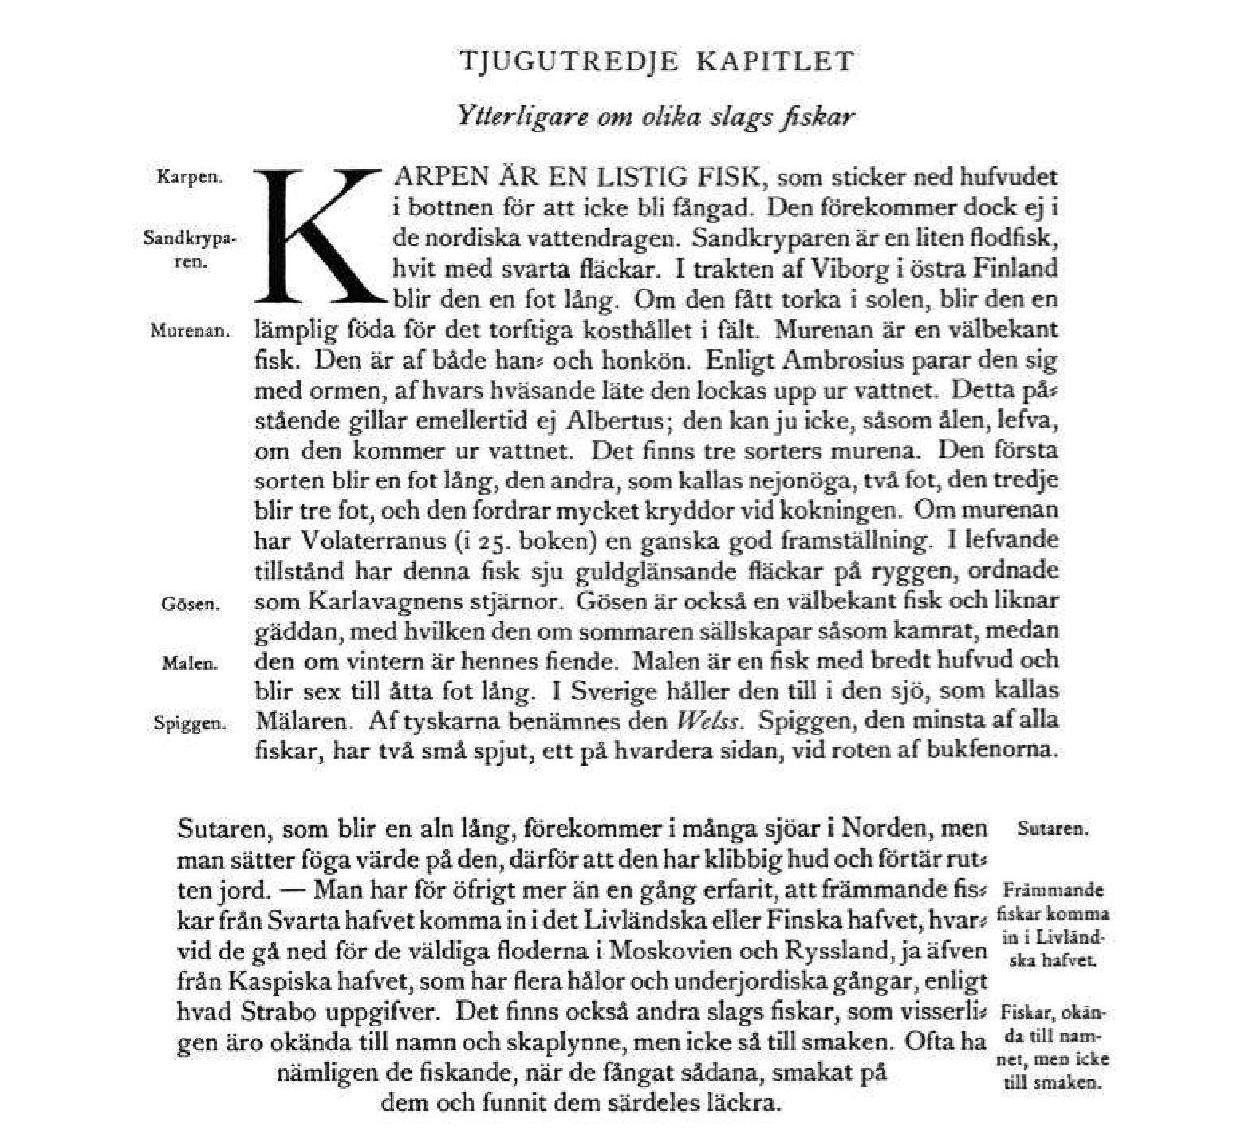 TJUGUTREDJE KAPITLET
Ytterligare om olika slags fiskar
Karpen.
KARPEN ÄR EN LISTIG FISK, som sticker ned hufvudet
i bottnen för att icke bli fångad. Den förekommer dock ej i
Sandkrypa-
ren.
de nordiska vattendragen. Sandkryparen är en liten flodfisk,
hvit med svarta fläckar. I trakten af Viborg i östra Finland
blir den en fot lång. Om den fått torka i solen, blir den en
Murenan.
lämplig föda för det torftiga kosthållet i fält. Murenan är en välbekant
fisk. Den är af både han⸗ och honkön. Enligt Ambrosius parar den sig
med ormen, af hvars hväsande läte den lockas upp ur vattnet. Detta på⸗
stående gillar emellertid ej Albertus; den kan ju icke, såsom ålen, lefva,
om den kommer ur vattnet. Det finns tre sorters murena. Den första
sorten blir en fot lång, den andra, som kallas nejonöga, två fot, den tredje
blir tre fot, och den fordrar mycket kryddor vid kokningen. Om murenan
har Volaterranus (i 25. boken) en ganska god framställning. I lefvande
tillstånd har denna fisk sju guldglänsande fläckar på ryggen, ordnade
Gösen.
som Karlavagnens stjärnor. Gösen är också en välbekant fisk och liknar
gäddan, med hvilken den om sommaren sällskapar såsom kamrat, medan
Malen.
den om vintern är hennes fiende. Malen är en fisk med bredt hufvud och
blir sex till åtta fot lång. I Sverige håller den till i den sjö, som kallas
Spiggen.
Mälaren. Af tyskarna benämnes den Welss. Spiggen, den minsta af alla
fiskar, har två små spjut, ett på hvardera sidan, vid roten af bukfenorna.
Sutaren, som blir en aln lång, förekommer i många sjöar i Norden, men
Sutaren.
man sätter föga värde på den, därför att den har klibbig hud och förtär rut⸗
ten jord. — Man har för öfrigt mer än en gång erfarit, att främmande fis⸗
kar från Svarta hafvet komma in i det Livländska eller Finska hafvet, hvar⸗
vid de gå ned för de väldiga floderna i Moskovien och Ryssland, ja äfven
från Kaspiska hafvet, som har flera hålor och underjordiska gångar, enligt
Främmande
fiskar komma
in i Livländ-
ska hafvet.
hvad Strabo uppgifver. Det finns också andra slags fiskar, som visserli⸗
gen äro okända till namn och skaplynne, men icke så till smaken. Ofta ha
nämligen de fiskande, när de fångat sådana, smakat på
dem och funnit dem särdeles läckra.
Fiskar, okän-
da till nam-
net, men icke
till smaken.